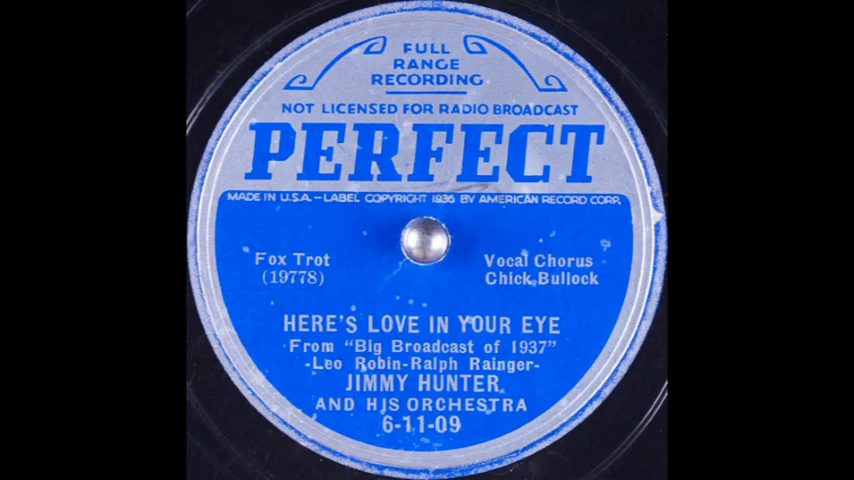 FULL
RANGE
RECORDING
NOT LICENSED FOR RADIO BROADCAST
PERFECT
MADE IN U.S.A. – LABEL COPYRIGHT 1936 BY AMERICAN RECORD CORP.
Fox Trot
(19778)
Vocal Chorus
Chick Bullock
HERE'S LOVE IN YOUR EYE
From "Big Broadcast of 1937"
-Leo Robin-Ralph Rainger-
JIMMY HUNTER
AND HIS ORCHESTRA
6-11-09